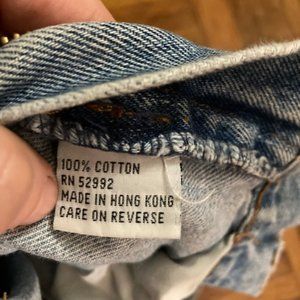 100% COTTON
RN 52992
MADE IN HONG KONG
CARE ON REVERSE